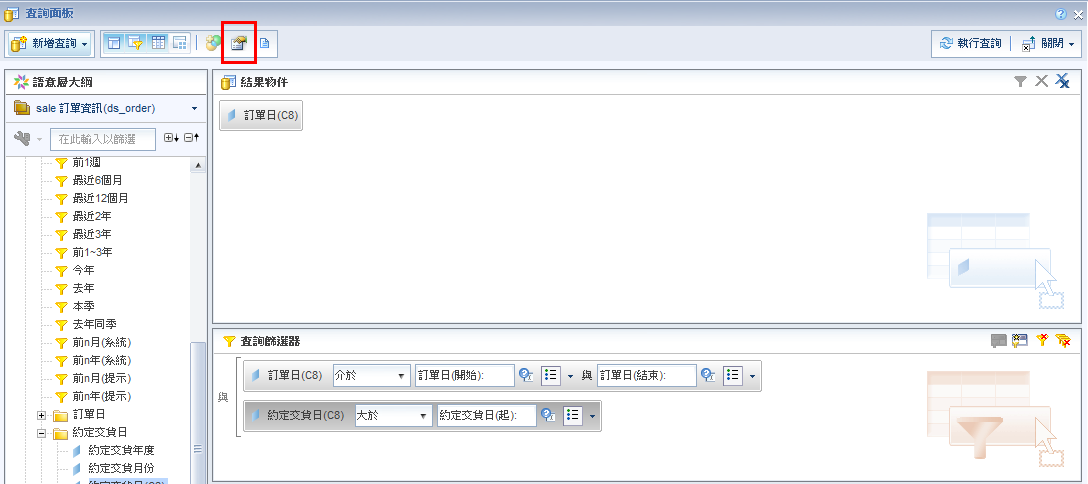 查詢面板
新增查詢
執行查詢
關閉
語意層大綱
sale 訂單資訊(ds_order)
在此輸入以篩選
前1週
最近6個月
最近12個月
最近2年
最近3年
前1~3年
今年
去年
本季
去年同季
前n月(系統)
前n年(系統)
前n月(提示)
前n年(提示)
訂單日
約定交貨日
約定交貨年度
約定交貨月份
結果物件
訂單日(C8)
查詢篩選器
與
訂單日(C8) 介於 訂單日(開始): 與 訂單日(結束):
約定交貨日(C8) 大於 約定交貨日(起):